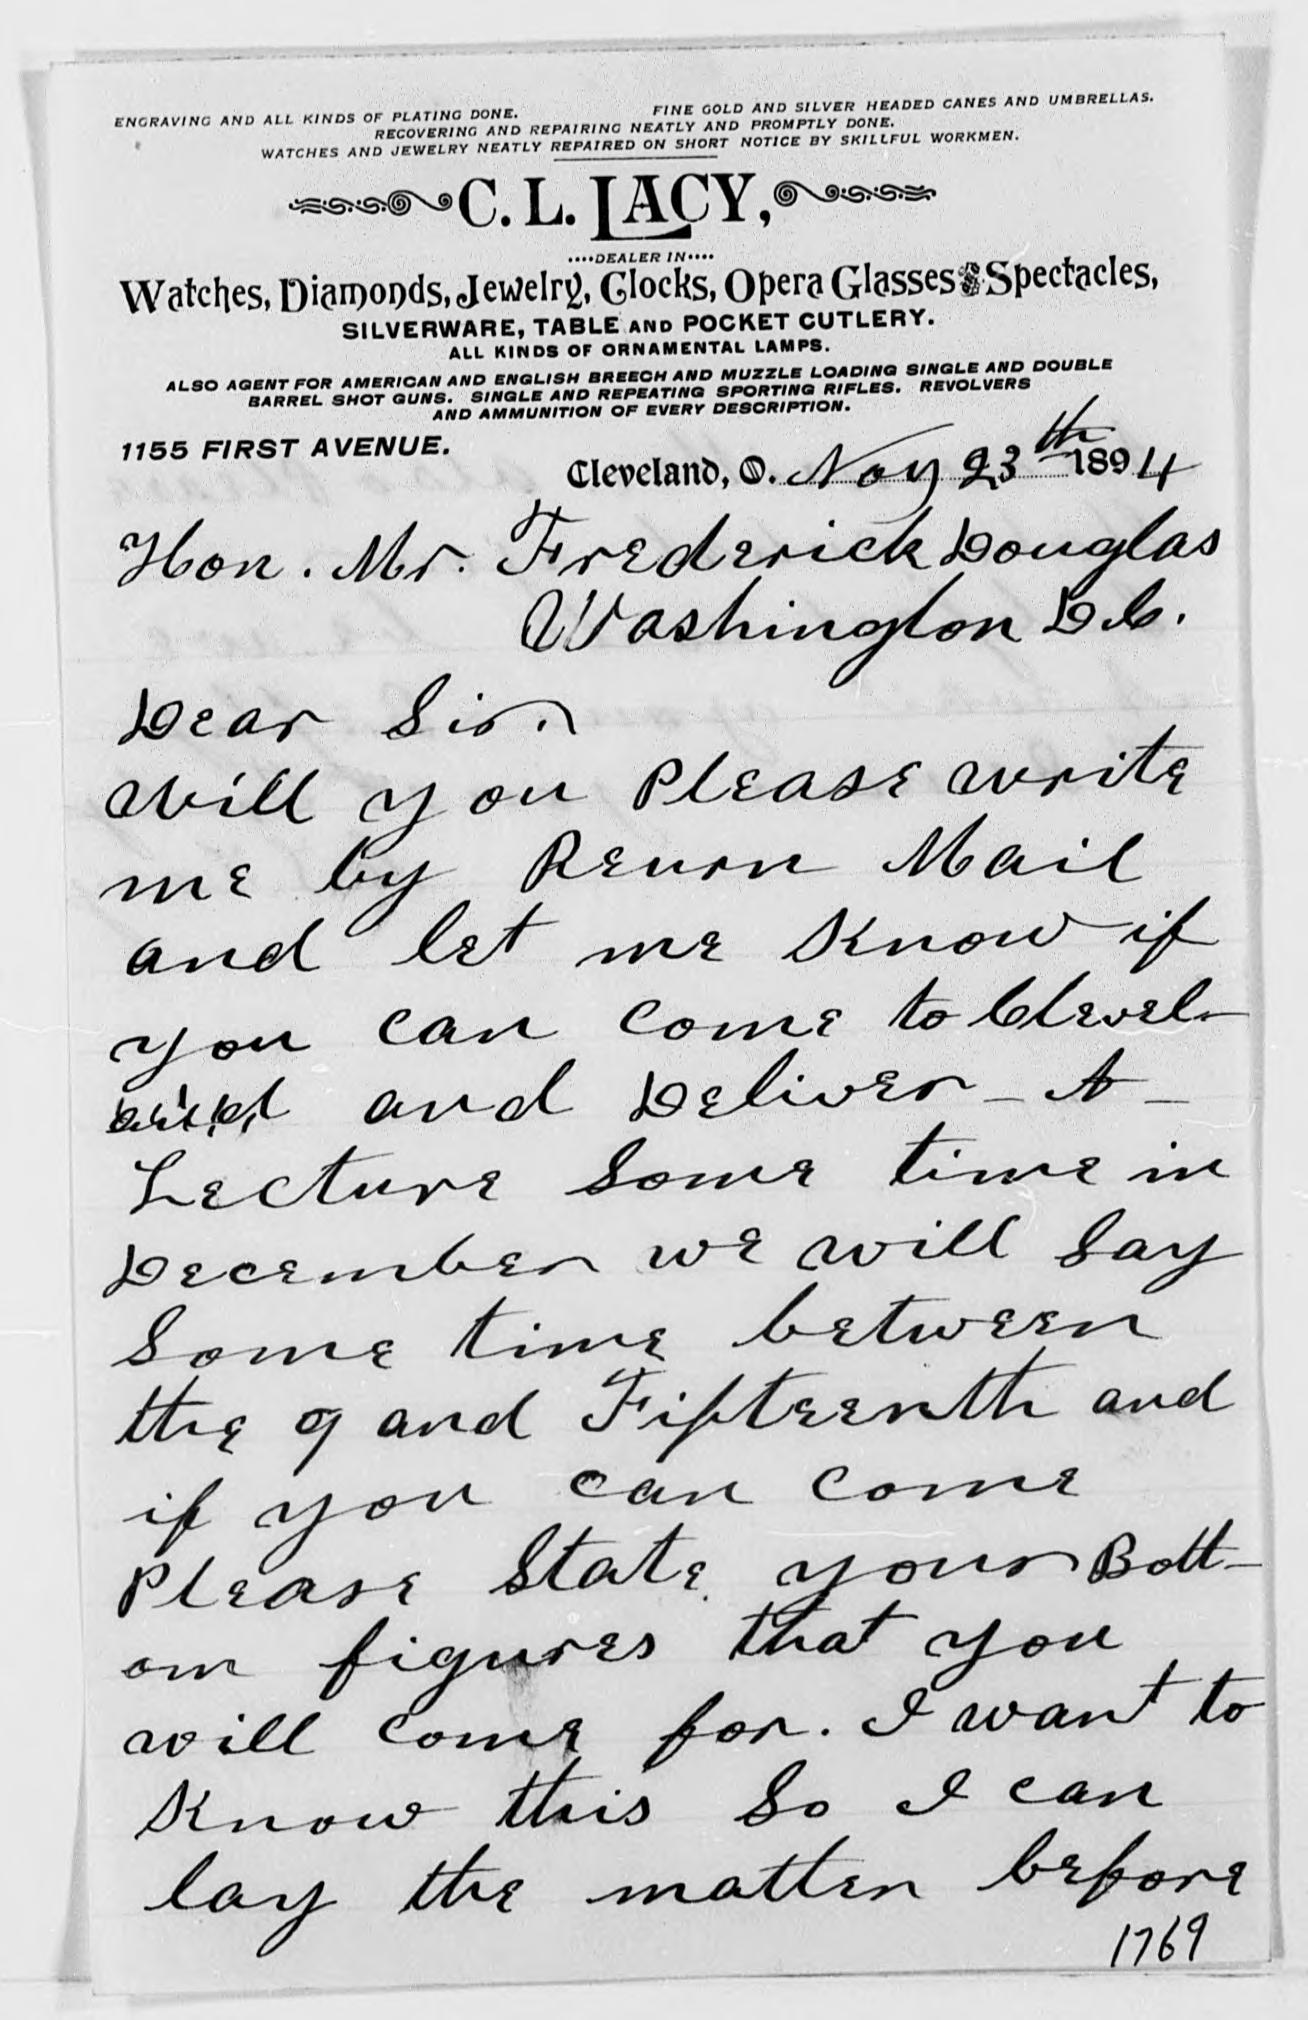 ENGRAVING AND ALL KINDS OF PLATING DONE. FINE GOLD AND SILVER HEADED CANES AND UMBRELLAS.
RECOVERING AND REPAIRING NEATLY AND PROMPTLY DONE.
WATCHES AND JEWELRY NEATLY REPAIRED ON SHORT NOTICE BY SKILLFUL WORKMEN.
C. L. LACY,
....DEALER IN....
Watches, Diamonds, Jewelry, Clocks, Opera Glasses & Spectacles,
SILVERWARE, TABLE AND POCKET CUTLERY.
ALL KINDS OF ORNAMENTAL LAMPS.
ALSO AGENT FOR AMERICAN AND ENGLISH BREECH AND MUZZLE LOADING SINGLE AND DOUBLE
BARREL SHOT GUNS. SINGLE AND REPEATING SPORTING RIFLES. REVOLVERS
AND AMMUNITION OF EVERY DESCRIPTION.
1155 FIRST AVENUE.
Cleveland, O. Nov 23th 1894
Hon. Mr. Frederick Douglas
Washington D.C.
Dear Sir.
Will you Please write
me by Reurn Mail
and let me Know if
you can come to Clevel-
and Deliver - A -
Lecture Some time in
December we will Say
Some time between
the 9 and Fifteenth and
if you can come
Please State your Bott-
om figures that you
will come for. I want to
Know this So I can
lay the matter before
1769